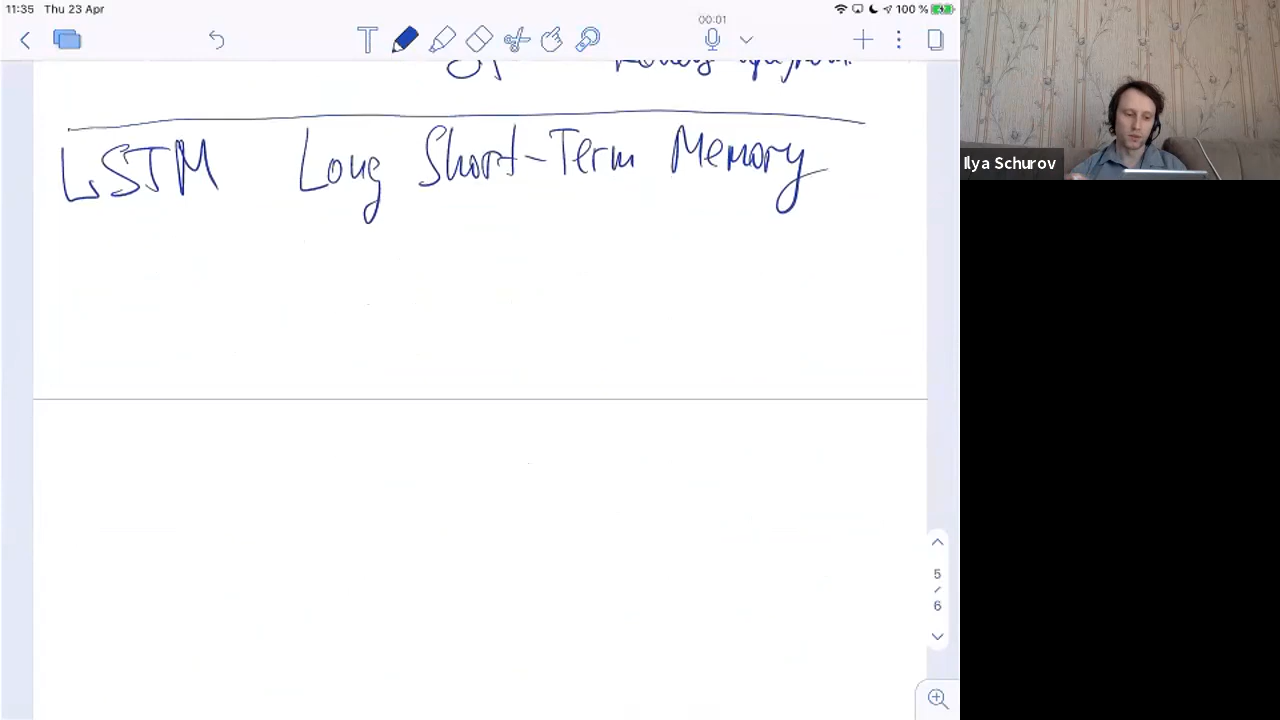 11:35 Thu 23 Apr 100 %
00:01
T
LSTM Long Short-Term Memory
Ilya Schurov
5
/
6